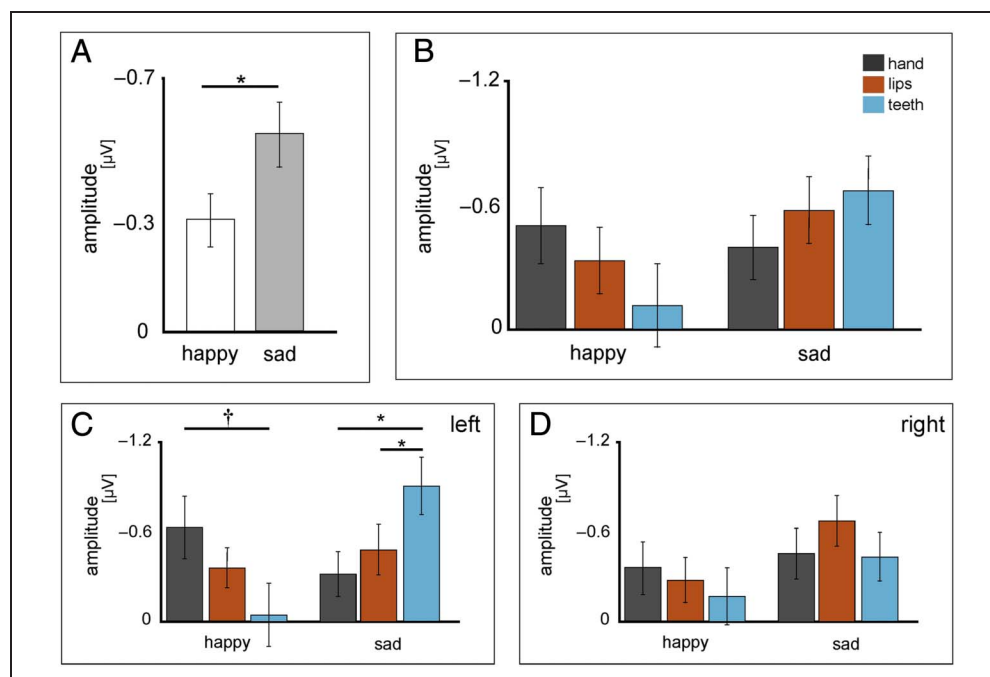 A
−0.7
*
−0.3
0
amplitude
[µV]
happy sad
B
−1.2
−0.6
0
amplitude
[µV]
hand
lips
teeth
happy sad
C
left
−1.2
−0.6
0
amplitude
[µV]
†
*
*
happy sad
D
right
−1.2
−0.6
0
amplitude
[µV]
happy sad